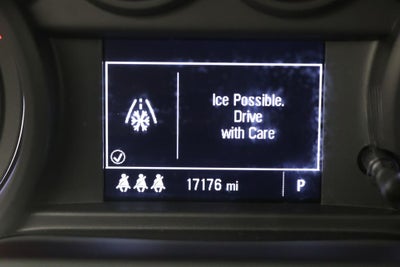 Ice Possible.
Drive
with Care
17176 mi P